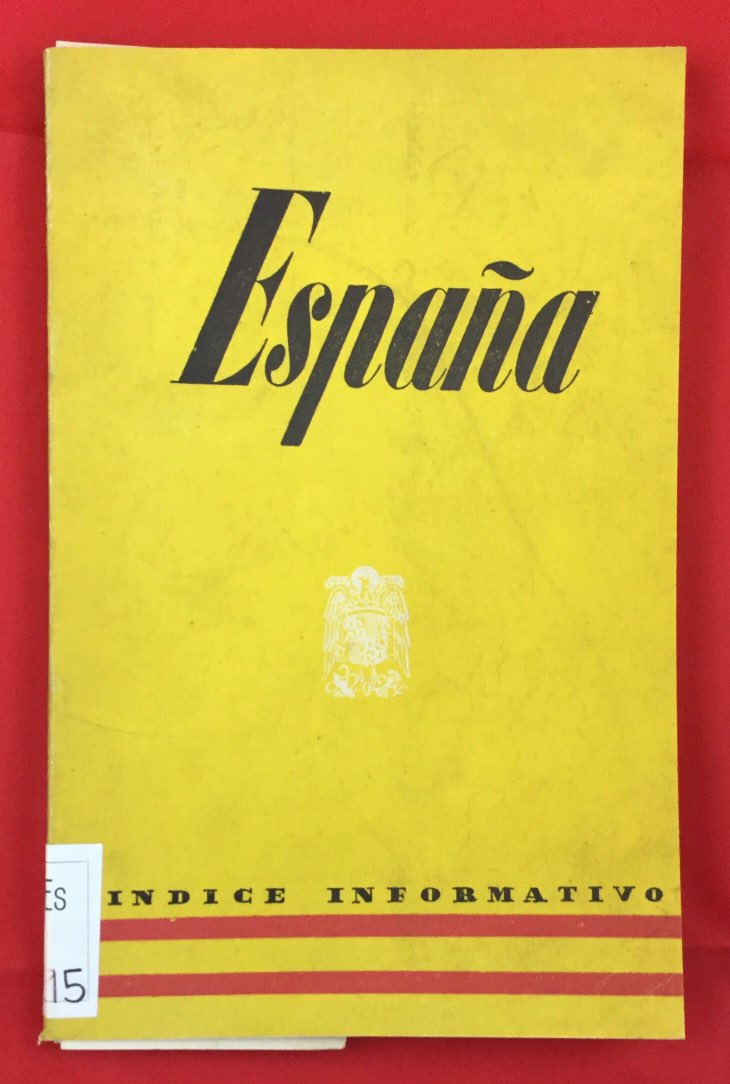 España
INDICE INFORMATIVO
ES
15